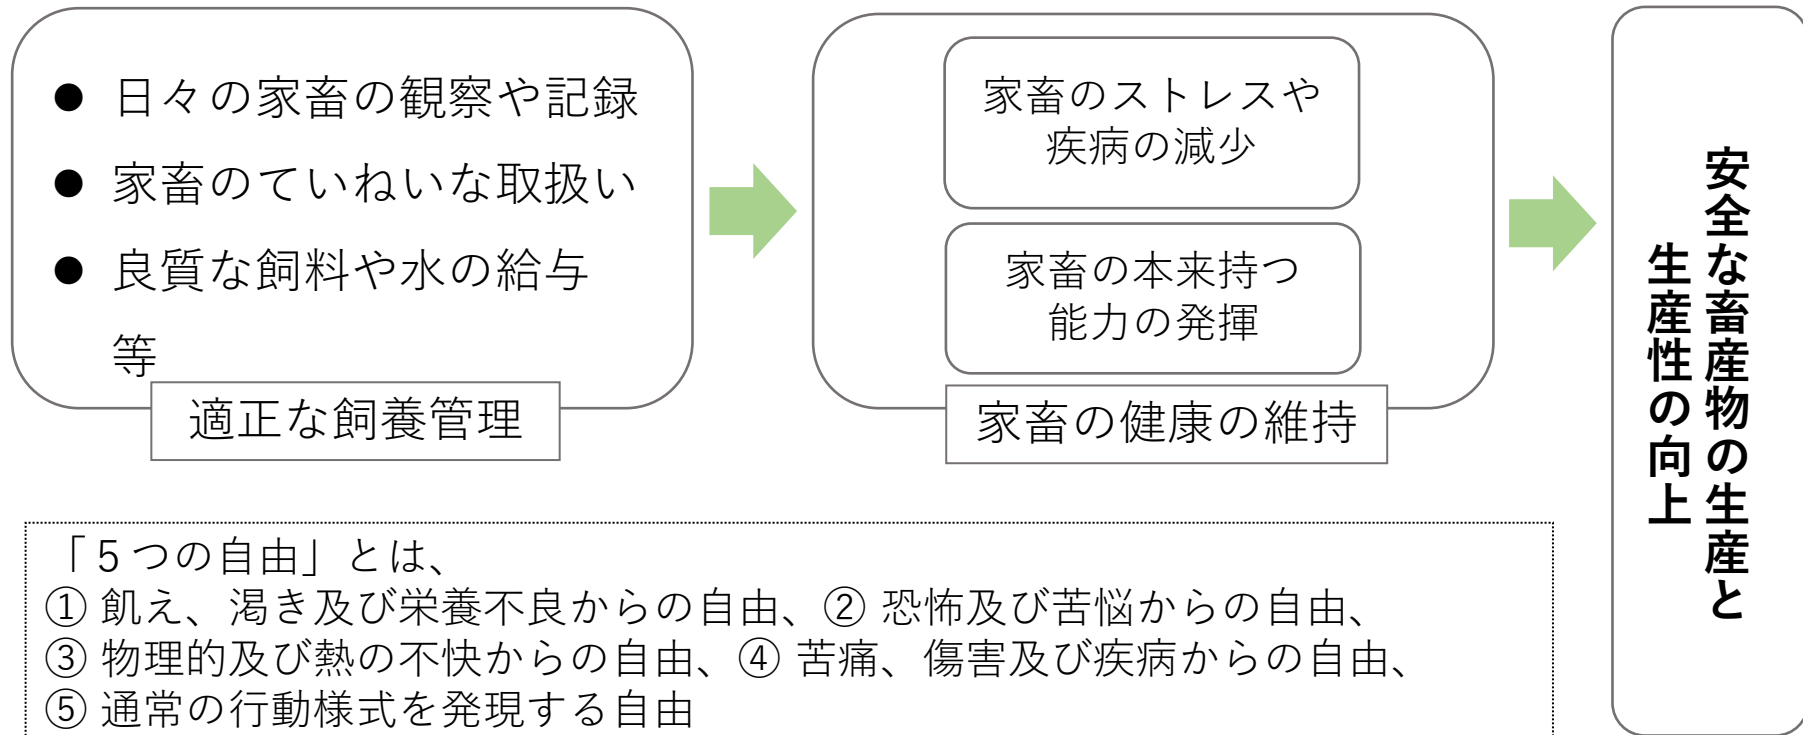 ● 日々の家畜の観察や記録
● 家畜のていねいな取扱い
● 良質な飼料や水の給与
等
適正な飼養管理
家畜のストレスや
疾病の減少
家畜の本来持つ
能力の発揮
家畜の健康の維持
安全な畜産物の生産と
生産性の向上
「５つの自由」とは、
① 飢え、渇き及び栄養不良からの自由、② 恐怖及び苦悩からの自由、
③ 物理的及び熱の不快からの自由、④ 苦痛、傷害及び疾病からの自由、
⑤ 通常の行動様式を発現する自由